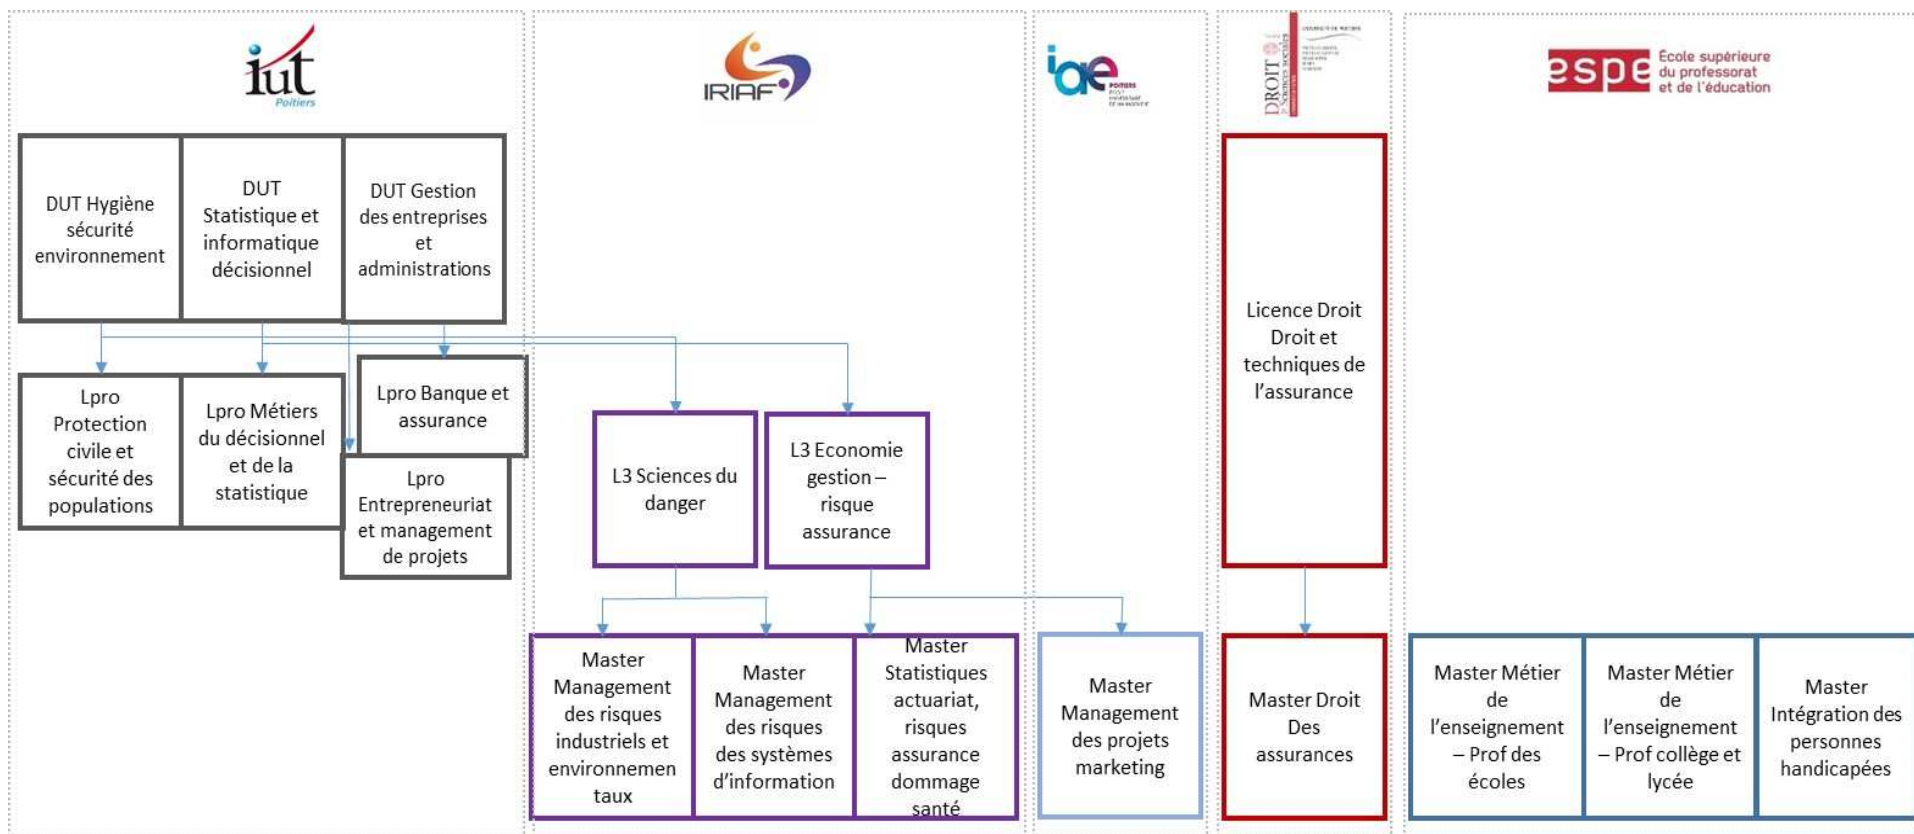 iut
Poitiers
IRIAF
iae
POITIERS
DROIT
Sciences sociales
UNIVERSITÉ DE POITIERS
espe
École supérieure
du professorat
et de l'éducation
DUT Hygiène
sécurité
environnement
DUT
Statistique et
informatique
décisionnel
DUT Gestion
des entreprises
et
administrations
Licence Droit
Droit et
techniques de
l'assurance
Lpro
Protection
civile et
sécurité des
populations
Lpro Métiers
du décisionnel
et de la
statistique
Lpro Banque et
assurance
Lpro
Entrepreneuriat
et management
de projets
L3 Sciences du
danger
L3 Economie
gestion –
risque
assurance
Master
Management
des risques
industriels et
environnemen
taux
Master
Management
des risques
des systèmes
d'information
Master
Statistiques
actuariat,
risques
assurance
dommage
santé
Master
Management
des projets
marketing
Master Droit
Des
assurances
Master Métier
de
l'enseignement
– Prof des
écoles
Master Métier
de
l'enseignement
– Prof collège et
lycée
Master
Intégration des
personnes
handicapées